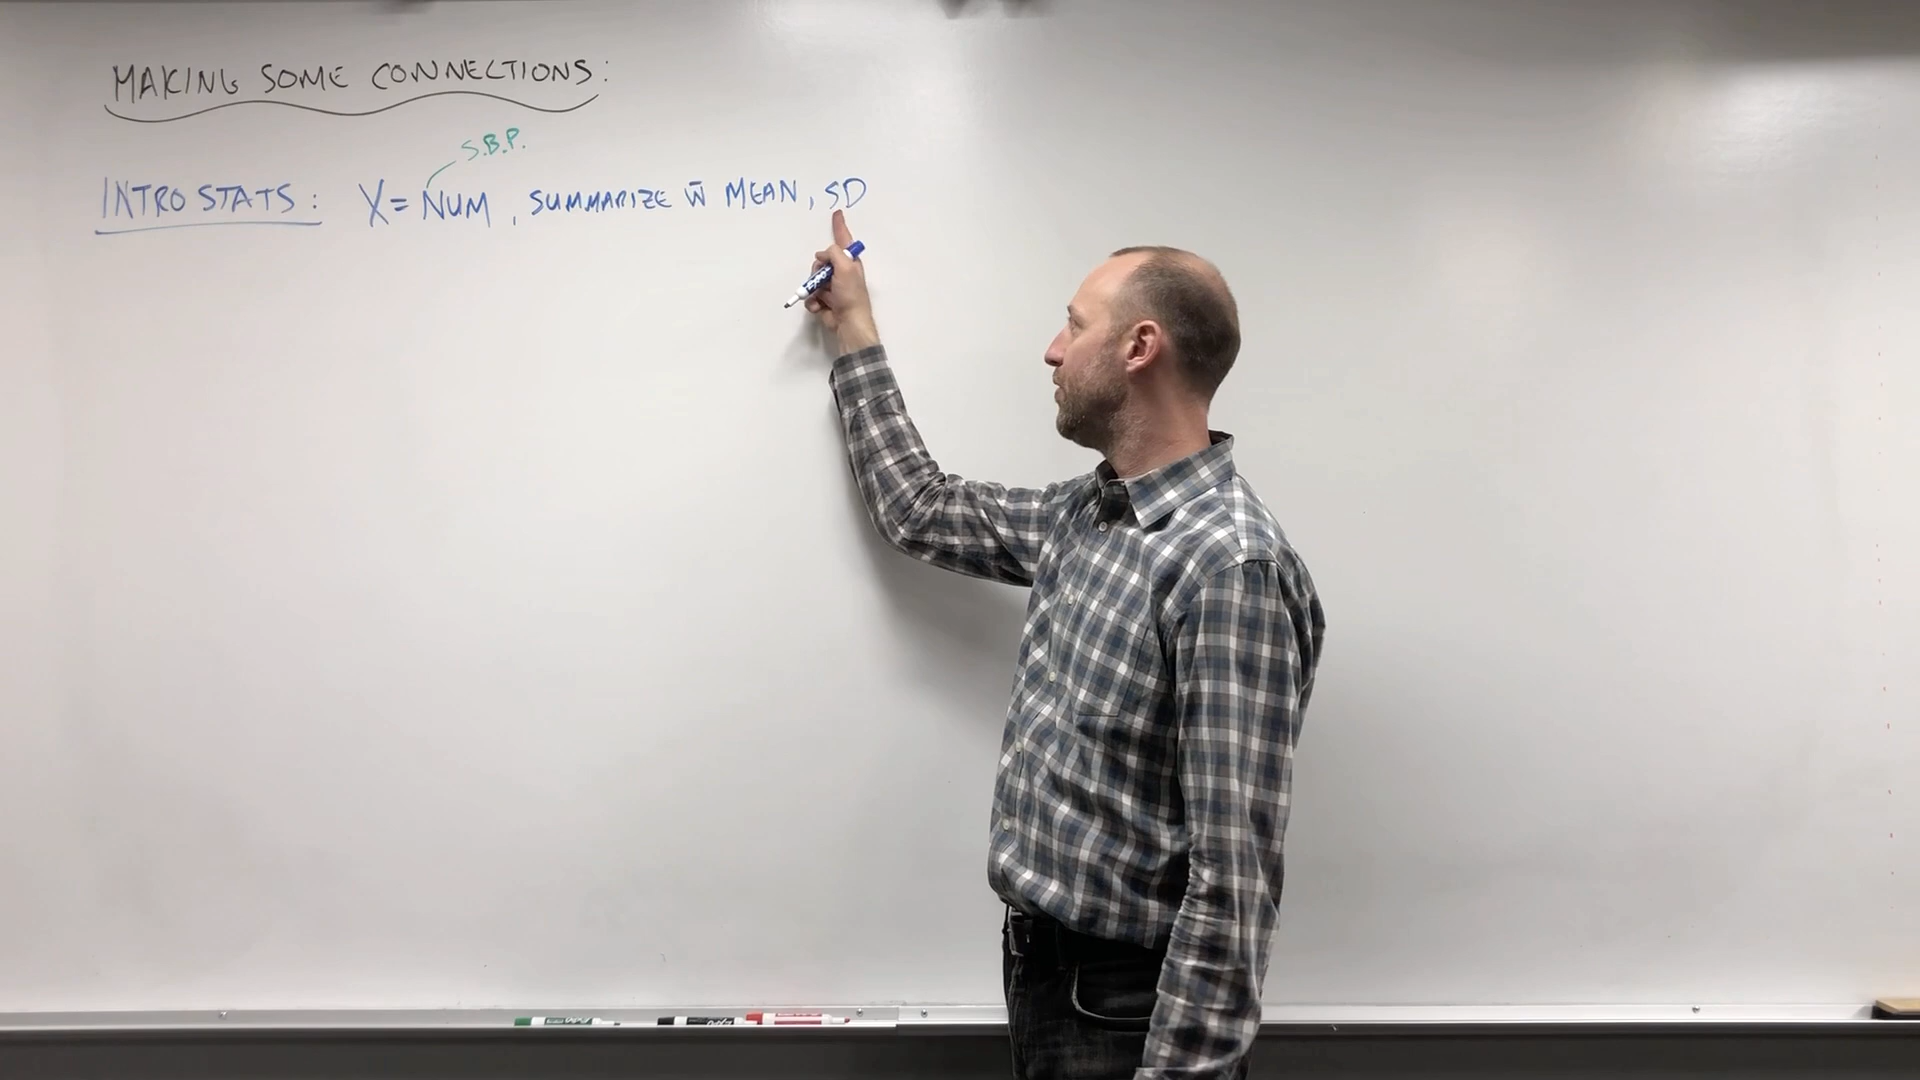 MAKING SOME CONNECTIONS:
S.B.P.
INTRO STATS: X = NUM, SUMMARIZE w̄ MEAN, SD